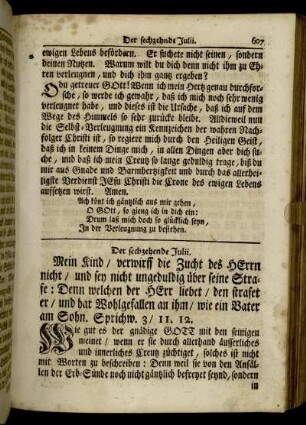 Der sechzehnde Julii. 607
ewigen Lebens befördern. Er suchete nicht seinen, sondern
deinen Nutzen. Warum wilt du dich denn nicht ihm zu Eh-
ren verleugnen, und dich ihm gantz ergeben?
Oou getreuer GOtt! Wenn ich mein Hertz genau durchfor-
sche, so werde ich gewahr, daß ich mich noch sehr wenig
verleugnet habe, und dieses ist die Ursache, daß ich auf dem
Wege des Himmels so sehr zurücke bleibe. Alldieweil nun
die Selbst-Verleugnung ein Kennzeichen der wahren Nach-
folger Christi ist, so regiere mich durch den Heiligen Geist,
daß ich in keinem Dinge mich, in allen Dingen aber dich su-
che, und daß ich mein Creutz so lange gedultig trage, biß du
mir aus Gnade und Barmhertzigkeit und durch das allerhei-
ligste Verdienst JEsu Christi die Crone des ewigen Lebens
aufsetzen wirst. Amen.
Ach könt ich gäntzlich aus mir gehen,
O GOtt, so gieng ich in dich ein:
Drum laß mich doch so glücklich seyn,
In der Verleugnung zu bestehen.
Der sechzehende Julii.
Mein Kind / verwirff die Zucht des HErrn
nicht / und sey nicht ungedultig über seine Stra-
fe: Denn welchen der HErr liebet / den strafet
er / und hat Wohlgefallen an ihm / wie ein Vater
am Sohn. Sprichw. 3 / 11. 12.
Wie gut es der gnädige GOTT mit den seinigen
meinet / wenn er sie durch allerhand äusserliches
und innerliches Creutz züchtiget, solches ist nicht
mit Worten zu beschreiben: Denn weil sie von den Anfäl-
len der Erb-Sünde noch nicht gäntzlich befreyet seynd, sondern
in